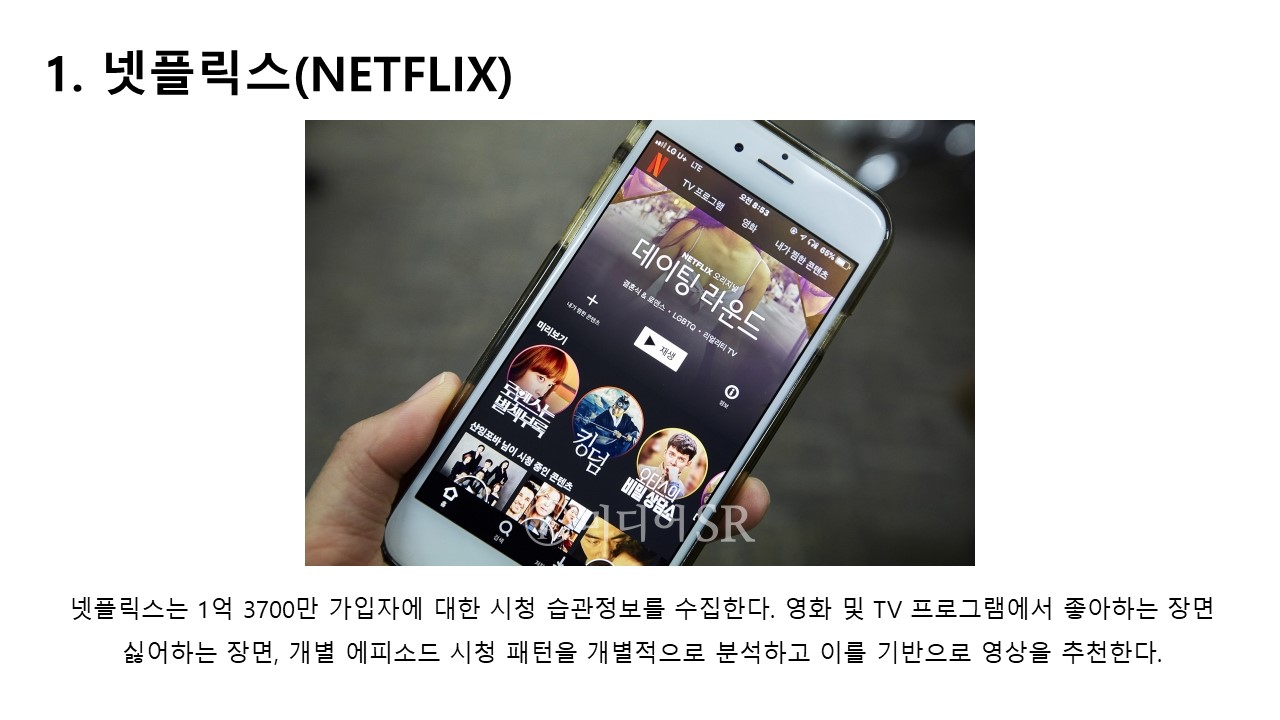 1. 넷플릭스(NETFLIX)
LG U+ LTE
오전 8:53
65%
N
TV 프로그램
영화
내가 찜한 콘텐츠
NETFLIX 오리지널
데이팅 라운드
결혼식 & 로맨스 • LGBTQ • 리얼리티 TV
내가 찜한 콘텐츠
재생
정보
미리보기
로맨스는
별책부록
킹덤
오티스의
비밀 상담소
샤잉포바 님이 시청 중인 콘텐츠
홈
검색
미디어SR
넷플릭스는 1억 3700만 가입자에 대한 시청 습관정보를 수집한다. 영화 및 TV 프로그램에서 좋아하는 장면
싫어하는 장면, 개별 에피소드 시청 패턴을 개별적으로 분석하고 이를 기반으로 영상을 추천한다.